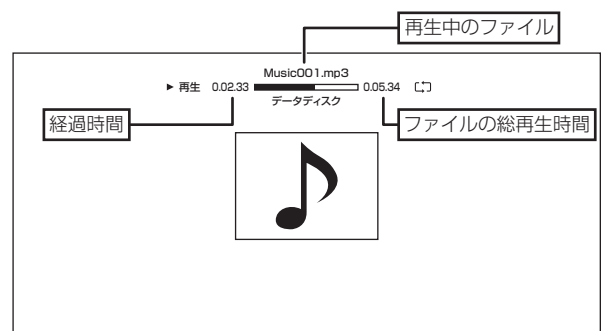 再生中のファイル
Music001.mp3
再生 0.02.33 0.05.34
データディスク
経過時間
ファイルの総再生時間